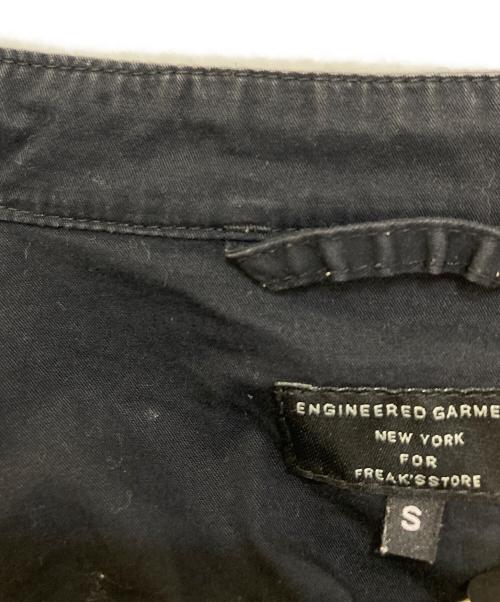 ENGINEERED GARME
NEW YORK
FOR
FREAK'S STORE
S